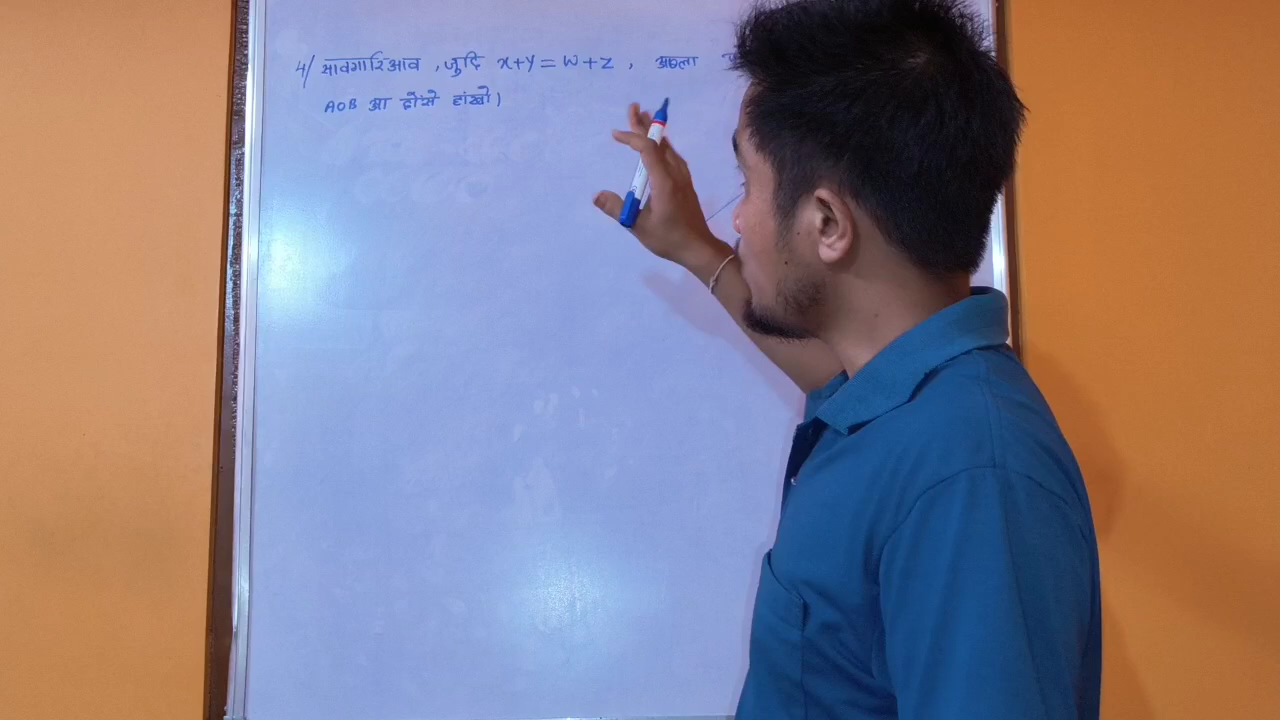 4/ सावगारिआव, जुदि x+y = w+z, अब्ला
AOB आ द्रोंसे हांखो।